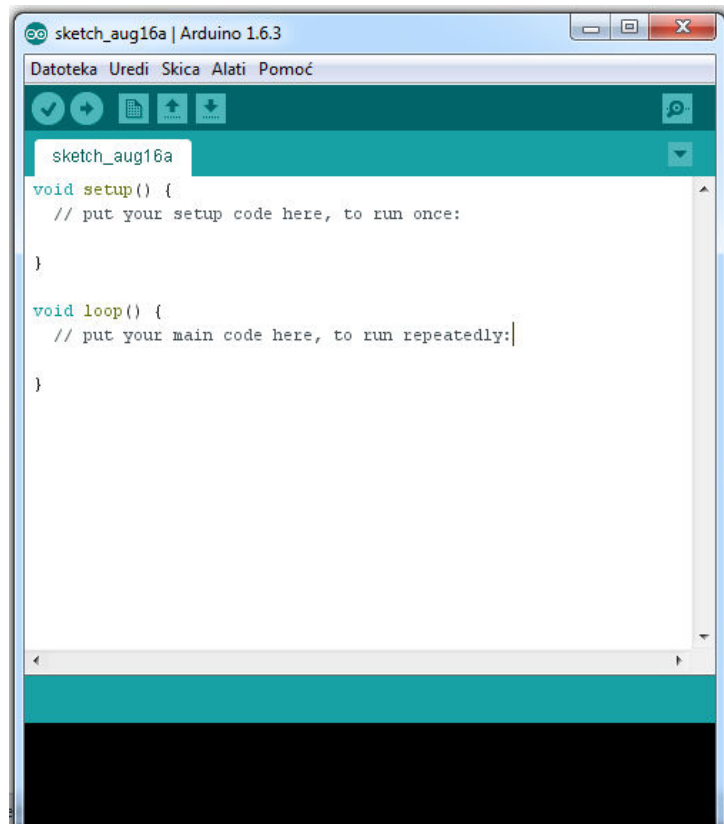 sketch_aug16a | Arduino 1.6.3
Datoteka Uredi Skica Alati Pomoć
sketch_aug16a
void setup() {
  // put your setup code here, to run once:
}
void loop() {
  // put your main code here, to run repeatedly:
}